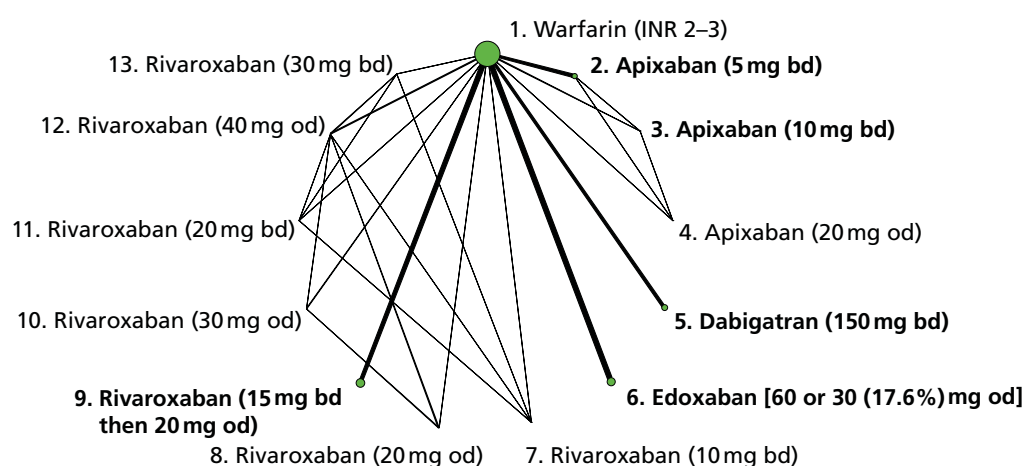 1. Warfarin (INR 2–3)
2. Apixaban (5 mg bd)
3. Apixaban (10 mg bd)
4. Apixaban (20 mg od)
5. Dabigatran (150 mg bd)
6. Edoxaban [60 or 30 (17.6%) mg od]
7. Rivaroxaban (10 mg bd)
8. Rivaroxaban (20 mg od)
9. Rivaroxaban (15 mg bd
then 20 mg od)
10. Rivaroxaban (30 mg od)
11. Rivaroxaban (20 mg bd)
12. Rivaroxaban (40 mg od)
13. Rivaroxaban (30 mg bd)